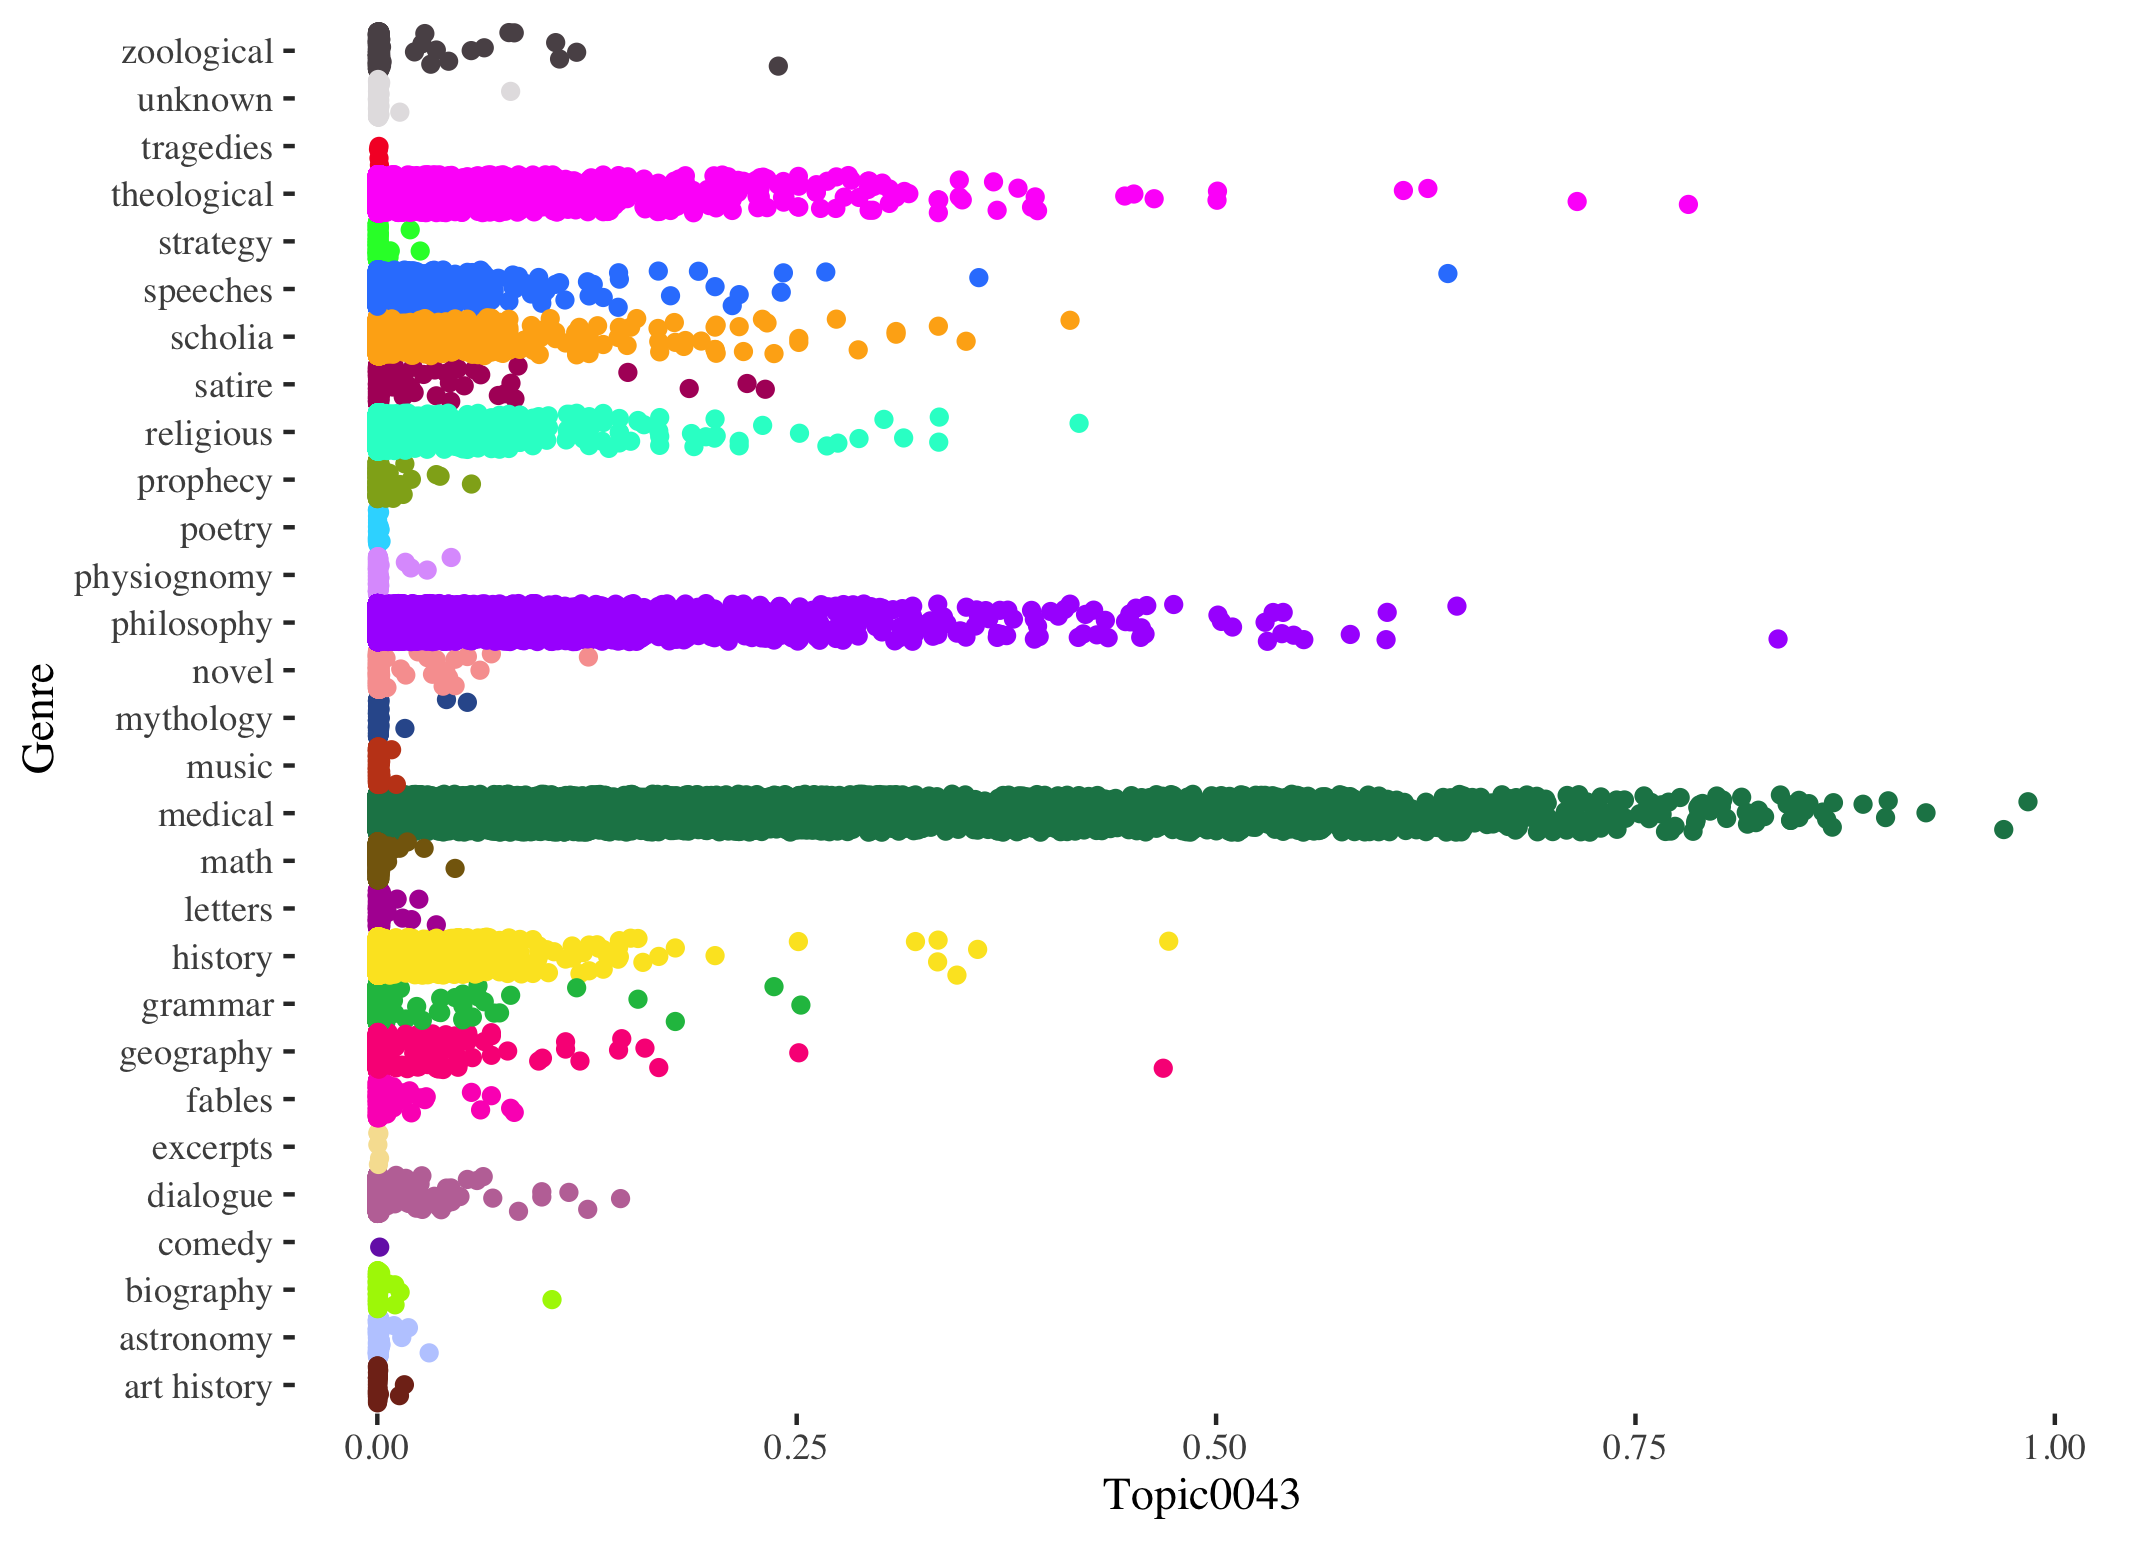 Genre
zoological
unknown
tragedies
theological
strategy
speeches
scholia
satire
religious
prophecy
poetry
physiognomy
philosophy
novel
mythology
music
medical
math
letters
history
grammar
geography
fables
excerpts
dialogue
comedy
biography
astronomy
art history
0.00 0.25 0.50 0.75 1.00
Topic0043